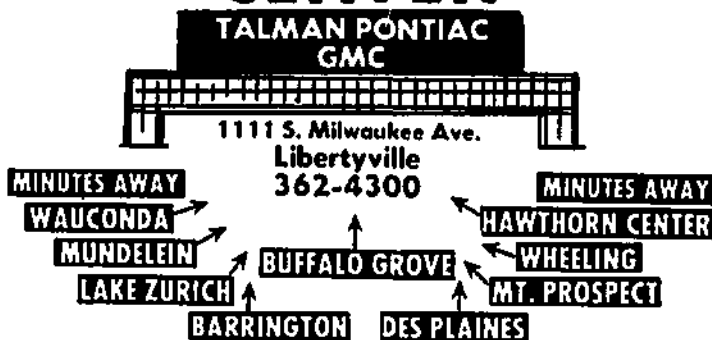 TALMAN PONTIAC
GMC
1111 S. Milwaukee Ave.
Libertyville
362-4300
MINUTES AWAY
WAUCONDA
MUNDELEIN
LAKE ZURICH
BARRINGTON
BUFFALO GROVE
MINUTES AWAY
HAWTHORN CENTER
WHEELING
MT. PROSPECT
DES PLAINES